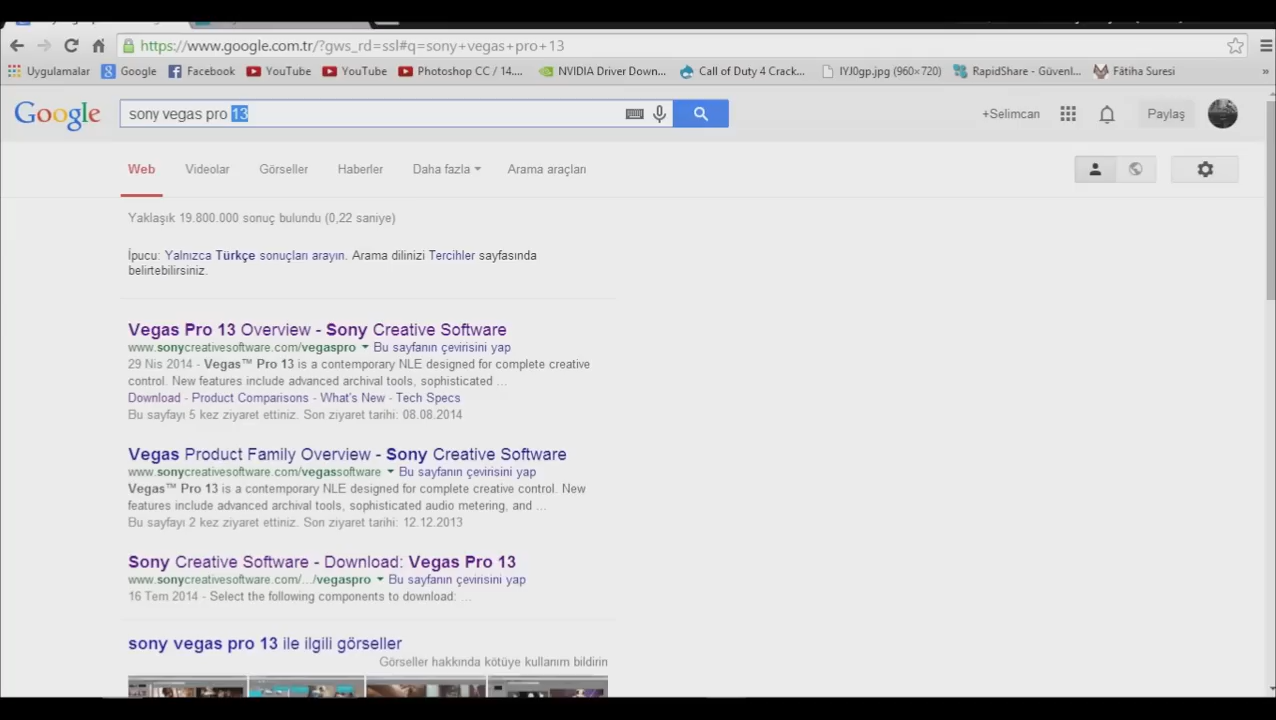 https://www.google.com.tr/?gws_rd=ssl#q=sony+vegas+pro+13
Uygulamalar Google Facebook YouTube YouTube Photoshop CC / 14.... NVIDIA Driver Down... Call of Duty 4 Crack... IYJ0gp.jpg (960×720) RapidShare - Güvenl... Fâtiha Suresi »
Google sony vegas pro 13 +Selimcan Paylaş
Web Videolar Görseller Haberler Daha fazla Arama araçları
Yaklaşık 19.800.000 sonuç bulundu (0,22 saniye)
İpucu: Yalnızca Türkçe sonuçları arayın. Arama dilinizi Tercihler sayfasında
belirtebilirsiniz.
Vegas Pro 13 Overview - Sony Creative Software
www.sonycreativesoftware.com/vegaspro Bu sayfanın çevirisini yap
29 Nis 2014 - Vegas™ Pro 13 is a contemporary NLE designed for complete creative
control. New features include advanced archival tools, sophisticated ...
Download - Product Comparisons - What's New - Tech Specs
Bu sayfayı 5 kez ziyaret ettiniz. Son ziyaret tarihi: 08.08.2014
Vegas Product Family Overview - Sony Creative Software
www.sonycreativesoftware.com/vegassoftware Bu sayfanın çevirisini yap
Vegas™ Pro 13 is a contemporary NLE designed for complete creative control. New
features include advanced archival tools, sophisticated audio metering, and ...
Bu sayfayı 2 kez ziyaret ettiniz. Son ziyaret tarihi: 12.12.2013
Sony Creative Software - Download: Vegas Pro 13
www.sonycreativesoftware.com/.../vegaspro Bu sayfanın çevirisini yap
16 Tem 2014 - Select the following components to download: ...
sony vegas pro 13 ile ilgili görseller
Görseller hakkında kötüye kullanım bildirin